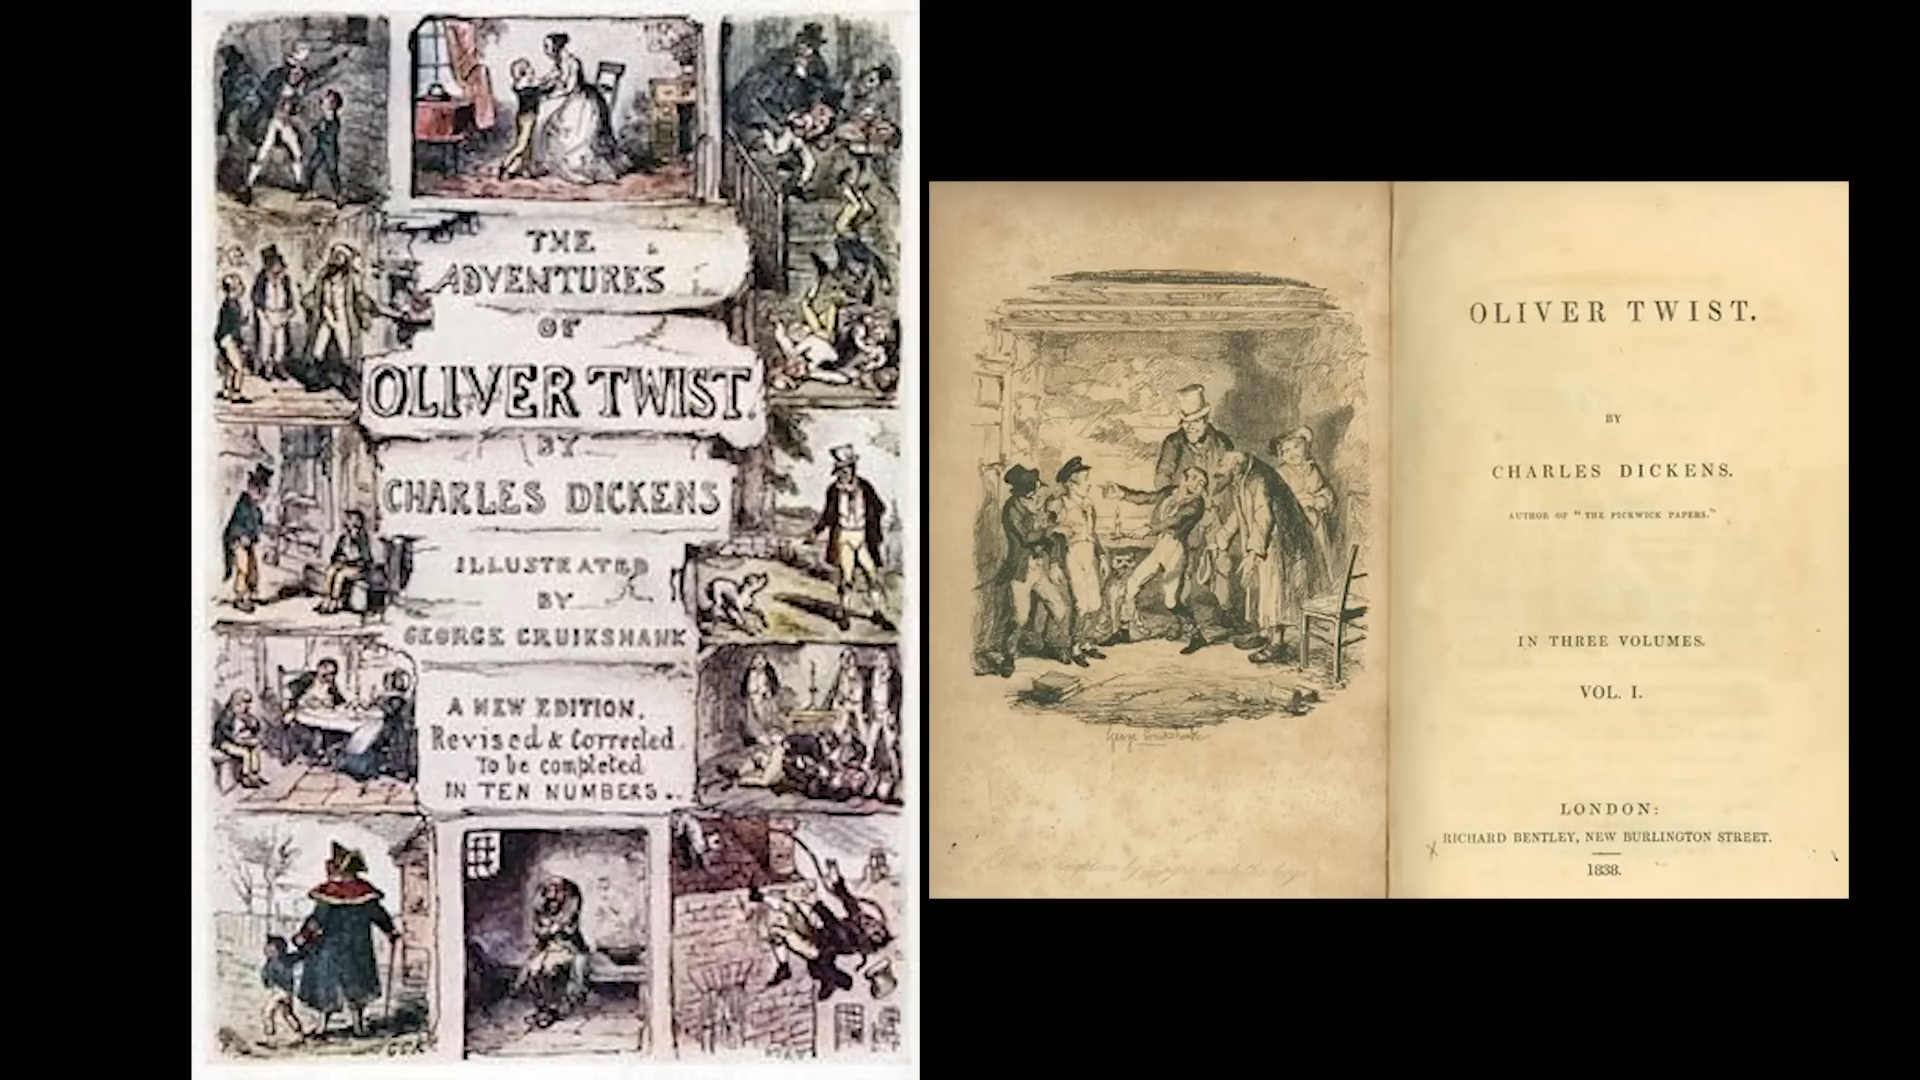 THE
ADVENTURES
OF
OLIVER TWIST.
BY
CHARLES DICKENS
ILLUSTRATED
BY
GEORGE CRUIKSHANK
A NEW EDITION.
Revised & Corrected.
To be completed
IN TEN NUMBERS..
George Cruikshank
OLIVER TWIST.
BY
CHARLES DICKENS.
AUTHOR OF "THE PICKWICK PAPERS."
IN THREE VOLUMES.
VOL. I.
LONDON:
RICHARD BENTLEY, NEW BURLINGTON STREET.
1838.